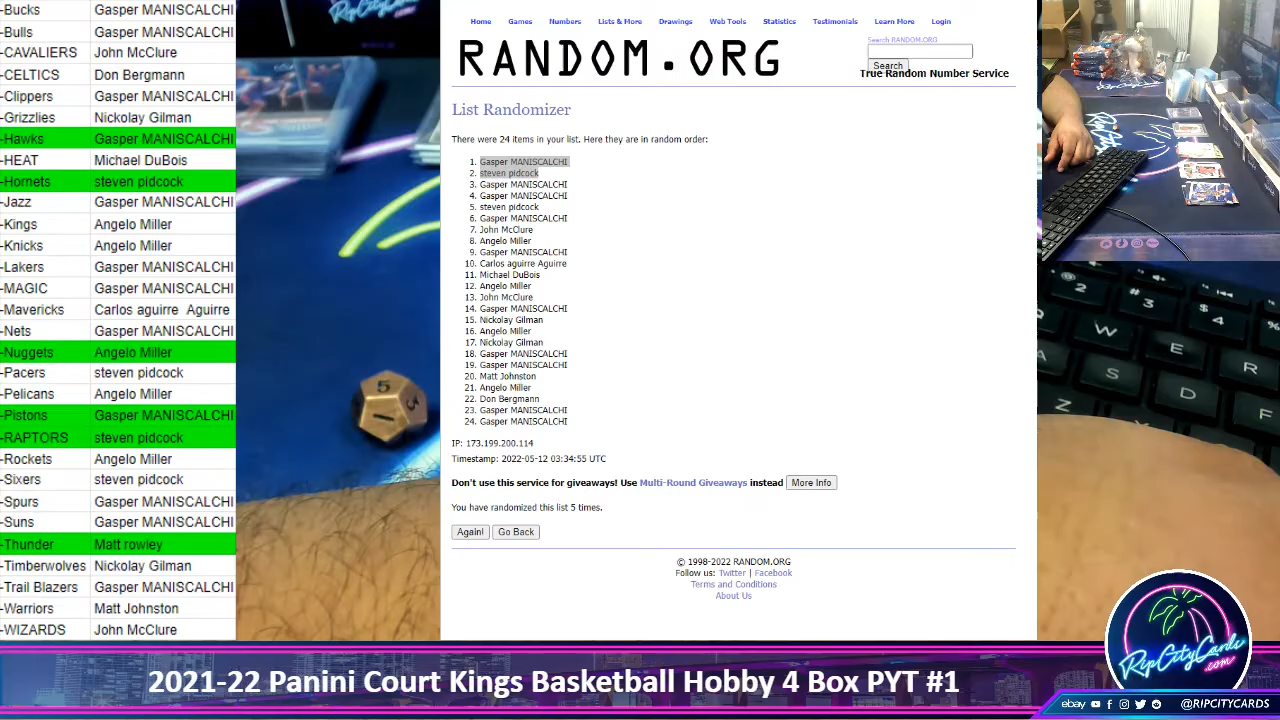 -Bucks Gasper MANISCALCHI
-Bulls Gasper MANISCALCHI
-CAVALIERS John McClure
-CELTICS Don Bergmann
-Clippers Gasper MANISCALCHI
-Grizzlies Nickolay Gilman
-Hawks Gasper MANISCALCHI
-HEAT Michael DuBois
-Hornets steven pidcock
-Jazz Gasper MANISCALCHI
-Kings Angelo Miller
-Knicks Angelo Miller
-Lakers Gasper MANISCALCHI
-MAGIC Gasper MANISCALCHI
-Mavericks Carlos aguirre Aguirre
-Nets Gasper MANISCALCHI
-Nuggets Angelo Miller
-Pacers steven pidcock
-Pelicans Angelo Miller
-Pistons Gasper MANISCALCHI
-RAPTORS steven pidcock
-Rockets Angelo Miller
-Sixers steven pidcock
-Spurs Gasper MANISCALCHI
-Suns Gasper MANISCALCHI
-Thunder Matt rowley
-Timberwolves Nickolay Gilman
-Trail Blazers Gasper MANISCALCHI
-Warriors Matt Johnston
-WIZARDS John McClure
RipCityCards
.com
5
3
Home Games Numbers Lists & More Drawings Web Tools Statistics Testimonials Learn More Login
RANDOM.ORG
Search RANDOM.ORG
Search
True Random Number Service
List Randomizer
There were 24 items in your list. Here they are in random order:
1. Gasper MANISCALCHI
2. steven pidcock
3. Gasper MANISCALCHI
4. Gasper MANISCALCHI
5. steven pidcock
6. Gasper MANISCALCHI
7. John McClure
8. Angelo Miller
9. Gasper MANISCALCHI
10. Carlos aguirre Aguirre
11. Michael DuBois
12. Angelo Miller
13. John McClure
14. Gasper MANISCALCHI
15. Nickolay Gilman
16. Angelo Miller
17. Nickolay Gilman
18. Gasper MANISCALCHI
19. Gasper MANISCALCHI
20. Matt Johnston
21. Angelo Miller
22. Don Bergmann
23. Gasper MANISCALCHI
24. Gasper MANISCALCHI
IP: 173.199.200.114
Timestamp: 2022-05-12 03:34:55 UTC
Don't use this service for giveaways! Use Multi-Round Giveaways instead More Info
You have randomized this list 5 times.
Again! Go Back
© 1998-2022 RANDOM.ORG
Follow us: Twitter | Facebook
Terms and Conditions
About Us
@ 2
# 3
$ 4
W
E
R
S
D
F
X
C
2021-22 Panini Court Kings Basketball Hobby 4 Box PYT #1
RipCityCards
.com
ebay @RIPCITYCARDS